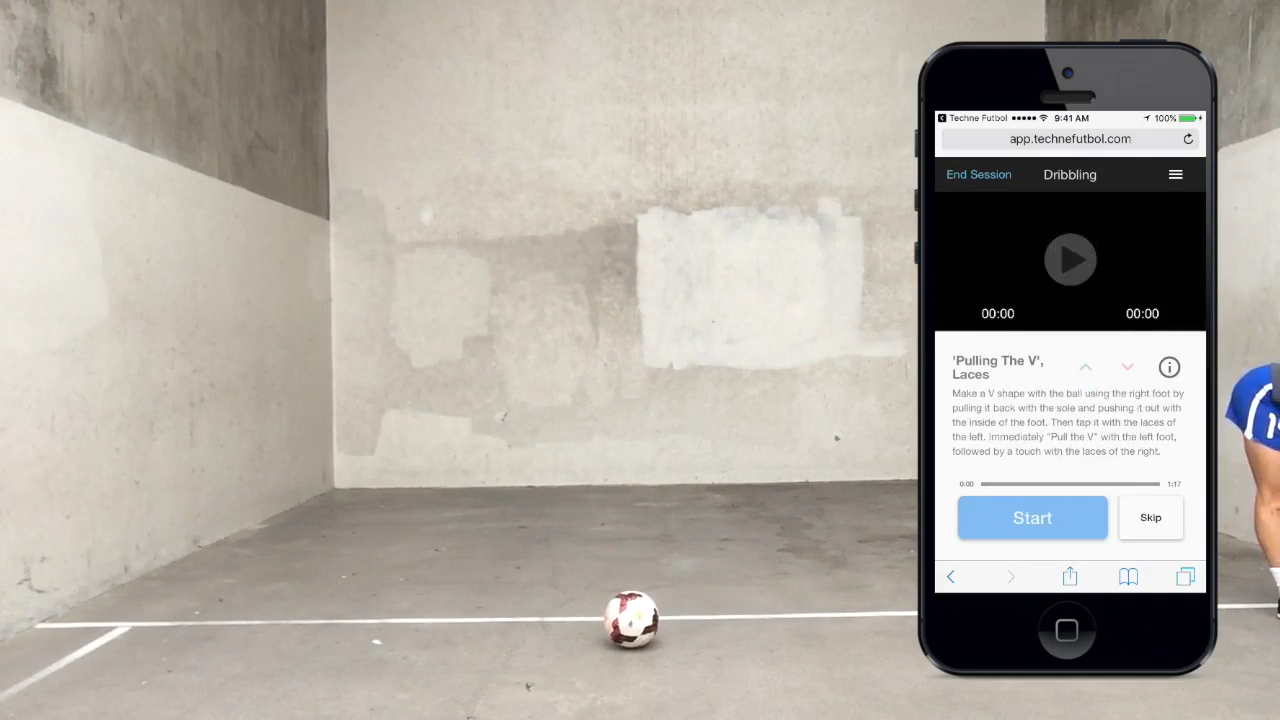 Techne Futbol 9:41 AM 100%
app.technefutbol.com
End Session Dribbling
00:00 00:00
'Pulling The V',
Laces
Make a V shape with the ball using the right foot by
pulling it back with the sole and pushing it out with
the inside of the foot. Then tap it with the laces of
the left. Immediately "Pull the V" with the left foot,
followed by a touch with the laces of the right.
0:00 1:17
Start Skip